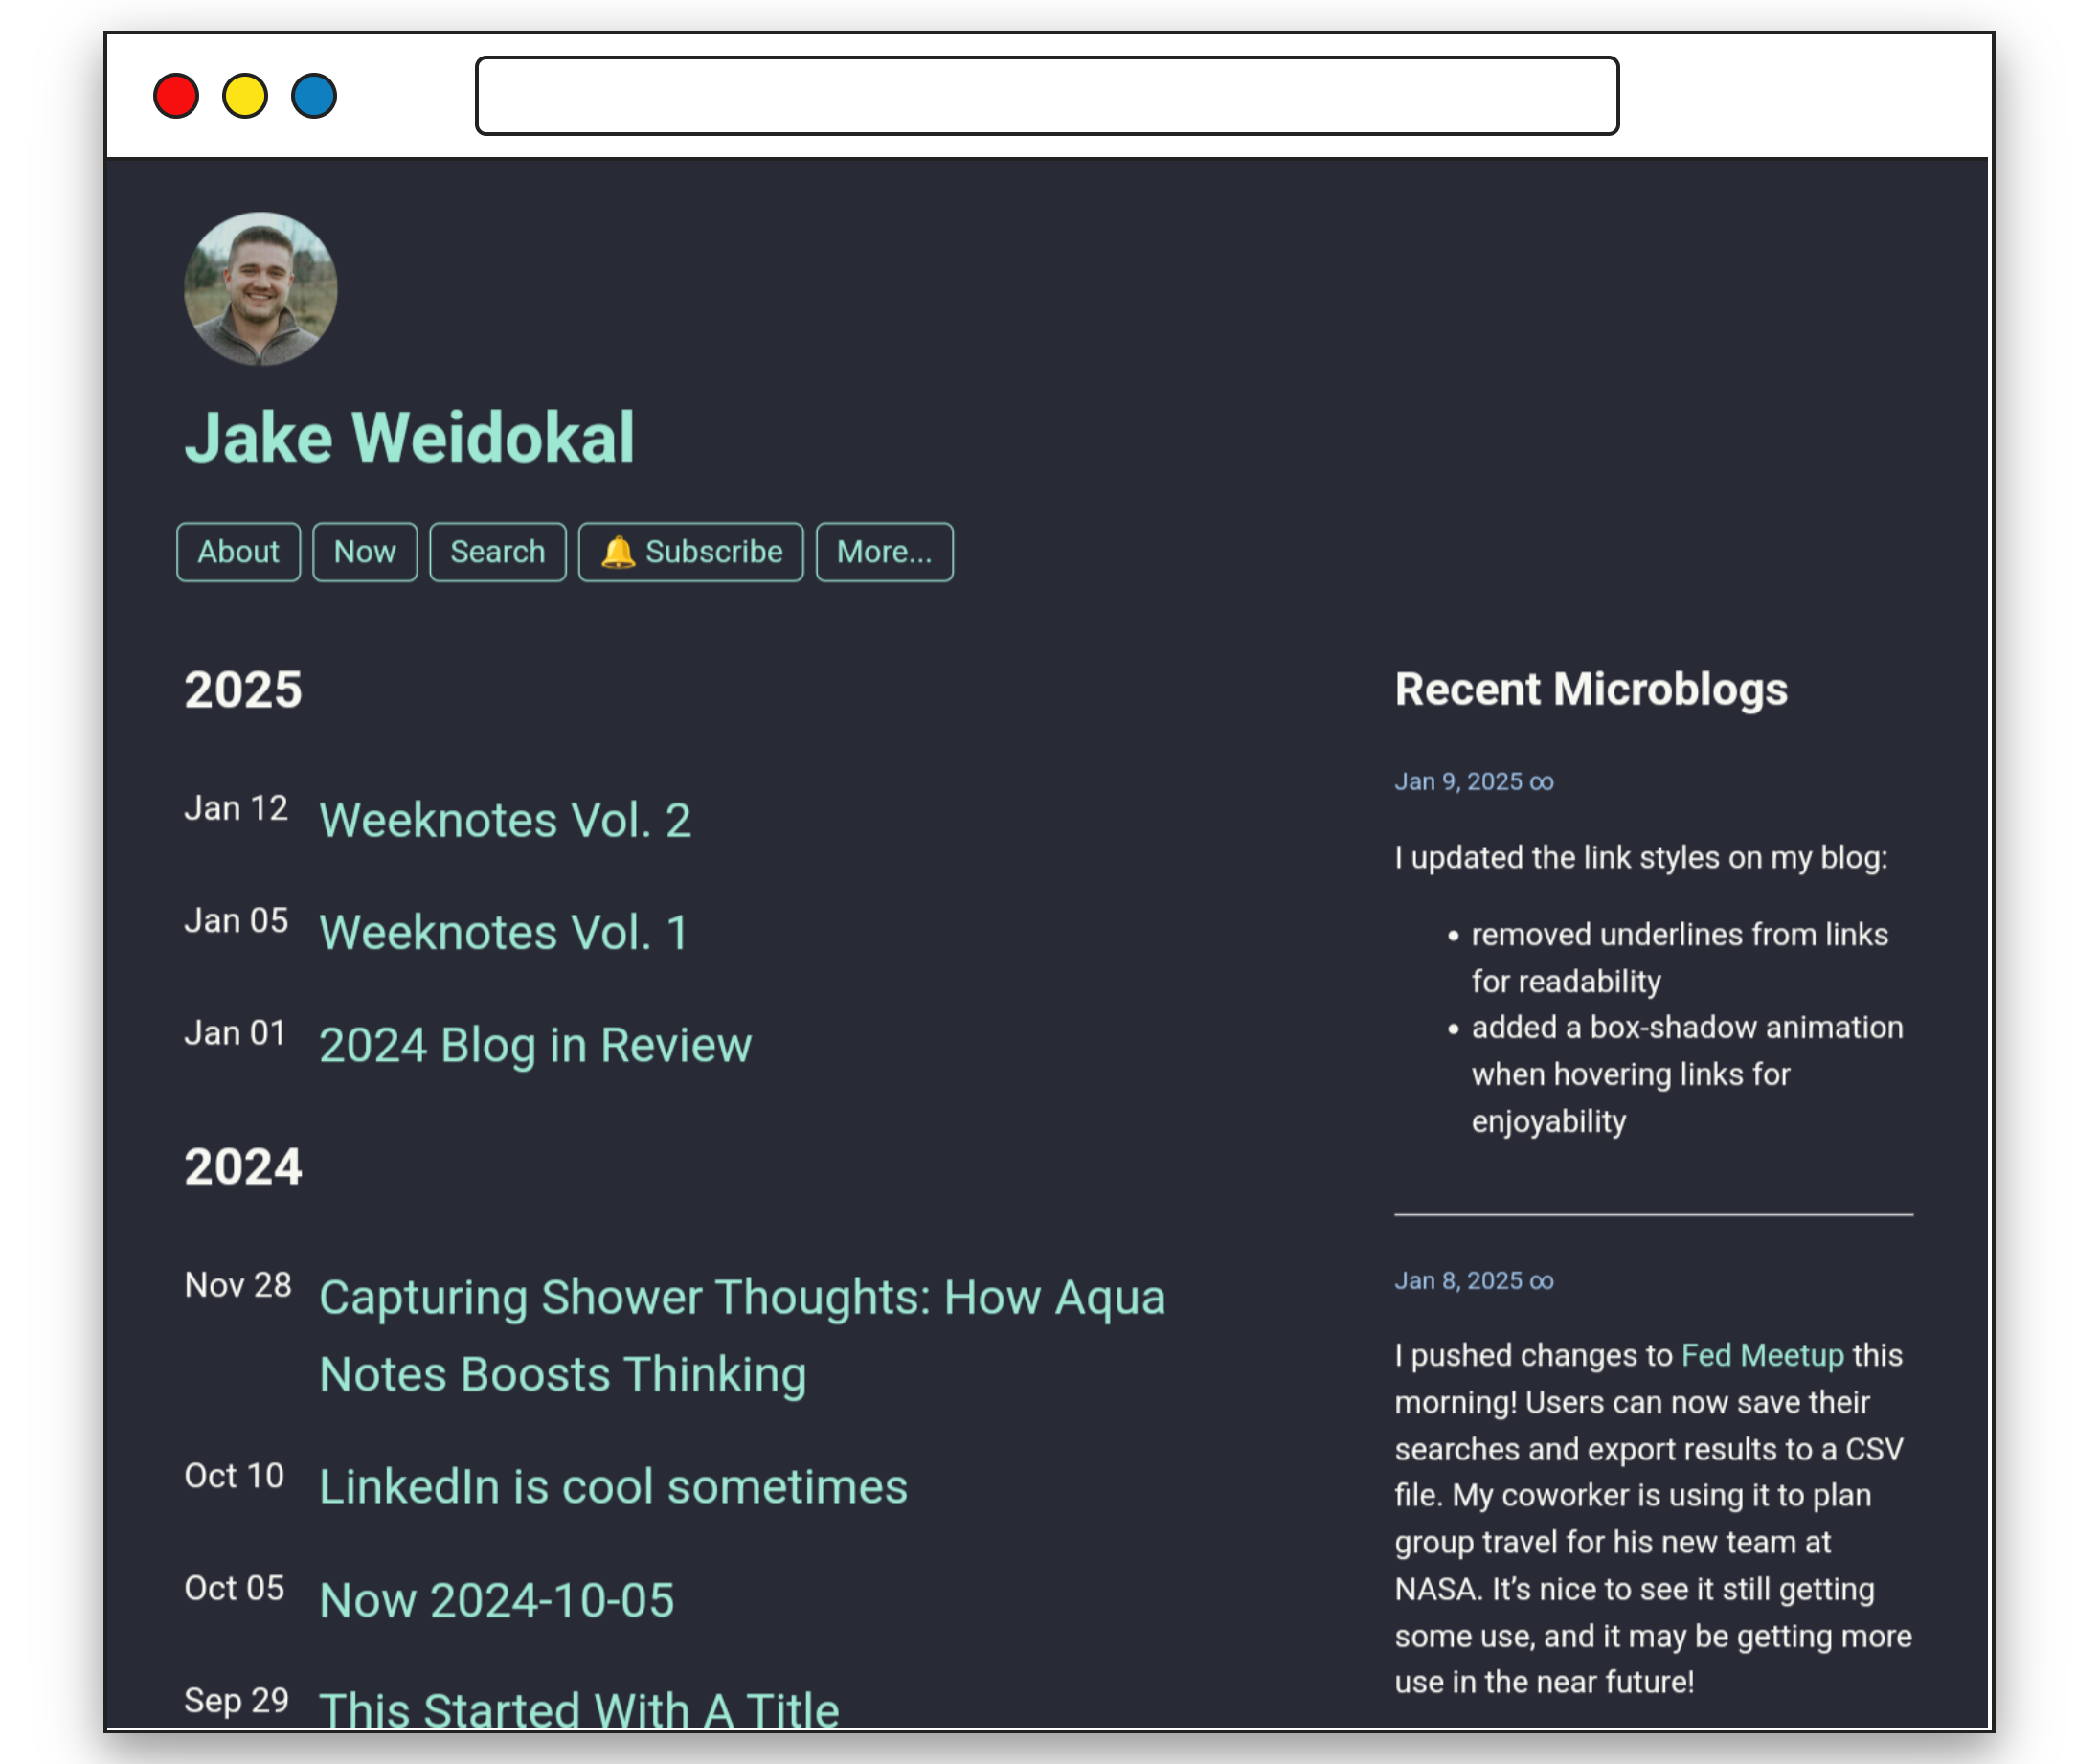 Jake Weidokal
About Now Search 🔔 Subscribe More...
2025
Jan 12 Weeknotes Vol. 2
Jan 05 Weeknotes Vol. 1
Jan 01 2024 Blog in Review
2024
Nov 28 Capturing Shower Thoughts: How Aqua
Notes Boosts Thinking
Oct 10 LinkedIn is cool sometimes
Oct 05 Now 2024-10-05
Sep 29 This Started With A Title
Recent Microblogs
Jan 9, 2025 ∞
I updated the link styles on my blog:
• removed underlines from links
for readability
• added a box-shadow animation
when hovering links for
enjoyability
Jan 8, 2025 ∞
I pushed changes to Fed Meetup this
morning! Users can now save their
searches and export results to a CSV
file. My coworker is using it to plan
group travel for his new team at
NASA. It’s nice to see it still getting
some use, and it may be getting more
use in the near future!